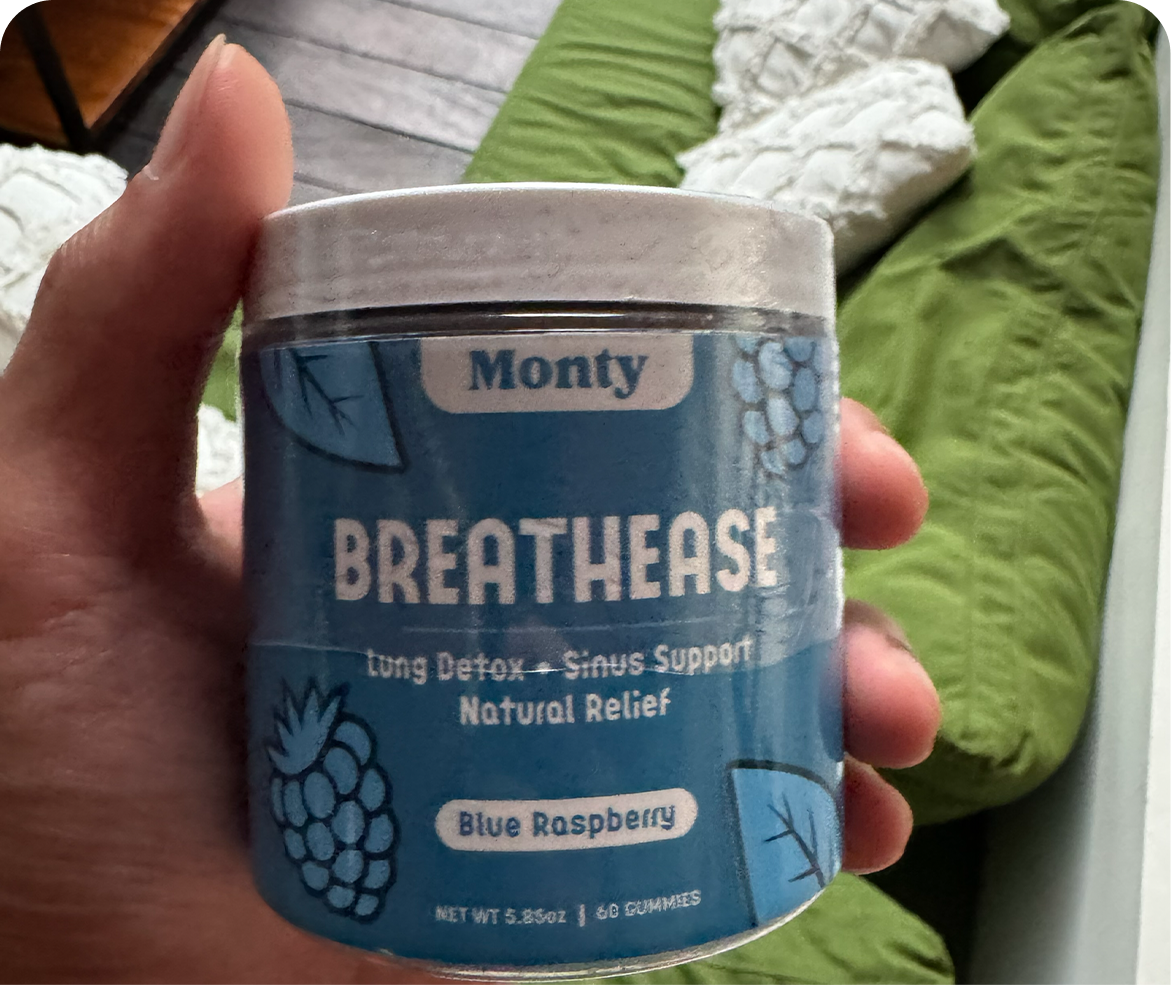 Monty
BREATHEASE
Lung Detox • Sinus Support
Natural Relief
Blue Raspberry
NET WT 5.85oz | 60 GUMMIES